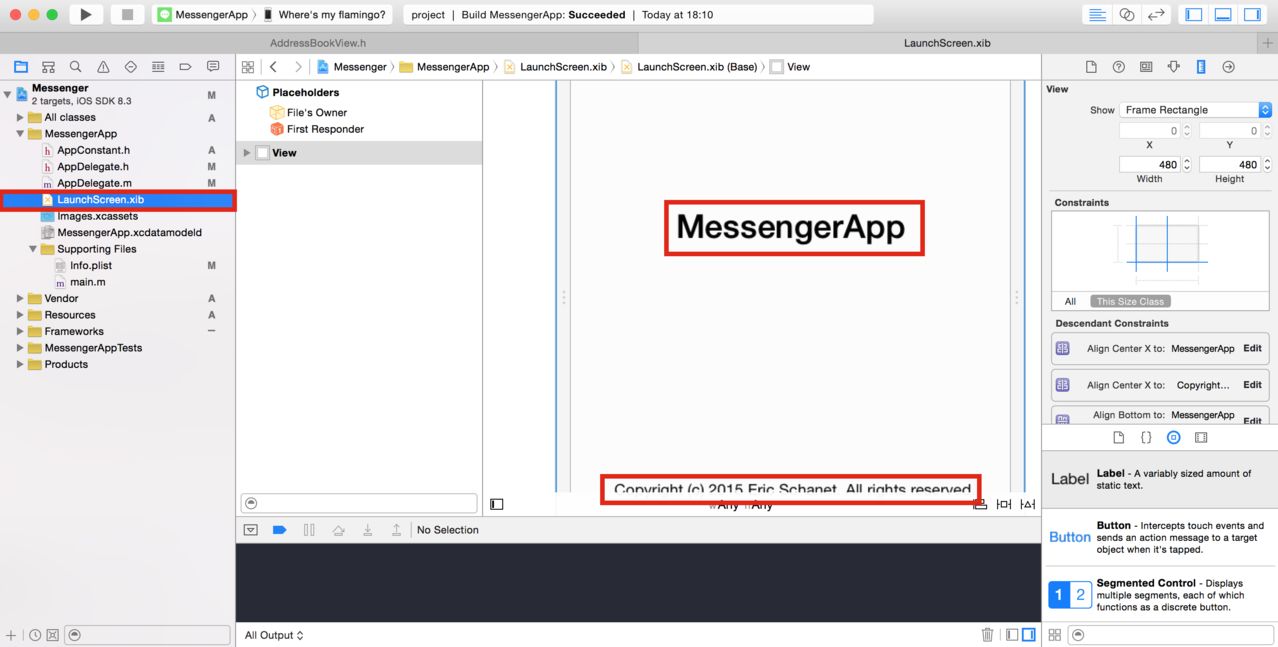 MessengerApp Where's my flamingo?
project | Build MessengerApp: Succeeded | Today at 18:10
AddressBookView.h
LaunchScreen.xib
Messenger
2 targets, iOS SDK 8.3
M
All classes
A
MessengerApp
AppConstant.h
A
AppDelegate.h
M
AppDelegate.m
M
LaunchScreen.xib
Images.xcassets
MessengerApp.xcdatamodeld
Supporting Files
Info.plist
M
main.m
Vendor
A
Resources
A
Frameworks
MessengerAppTests
Products
Messenger MessengerApp LaunchScreen.xib LaunchScreen.xib (Base) View
Placeholders
File's Owner
First Responder
View
MessengerApp
Copyright (c) 2015 Eric Schanet. All rights reserved
wAny hAny
No Selection
All Output
View
Show Frame Rectangle
0 0
X Y
480 480
Width Height
Constraints
All This Size Class
Descendant Constraints
Align Center X to: MessengerApp Edit
Align Center X to: Copyright... Edit
Align Bottom to: MessengerApp Edit
Label
Label - A variably sized amount of
static text.
Button
Button - Intercepts touch events and
sends an action message to a target
object when it's tapped.
1 2
Segmented Control - Displays
multiple segments, each of which
functions as a discrete button.